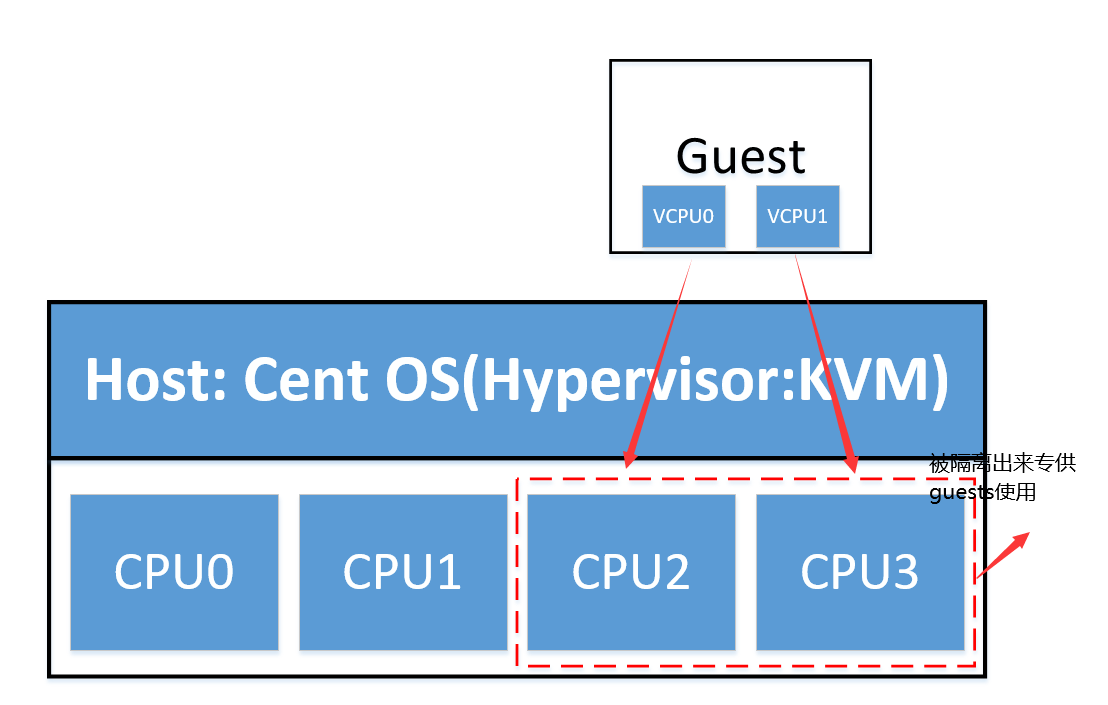 Guest
VCPU0
VCPU1
Host: Cent OS(Hypervisor:KVM)
被隔离出来专供
guests使用
CPU0
CPU1
CPU2
CPU3